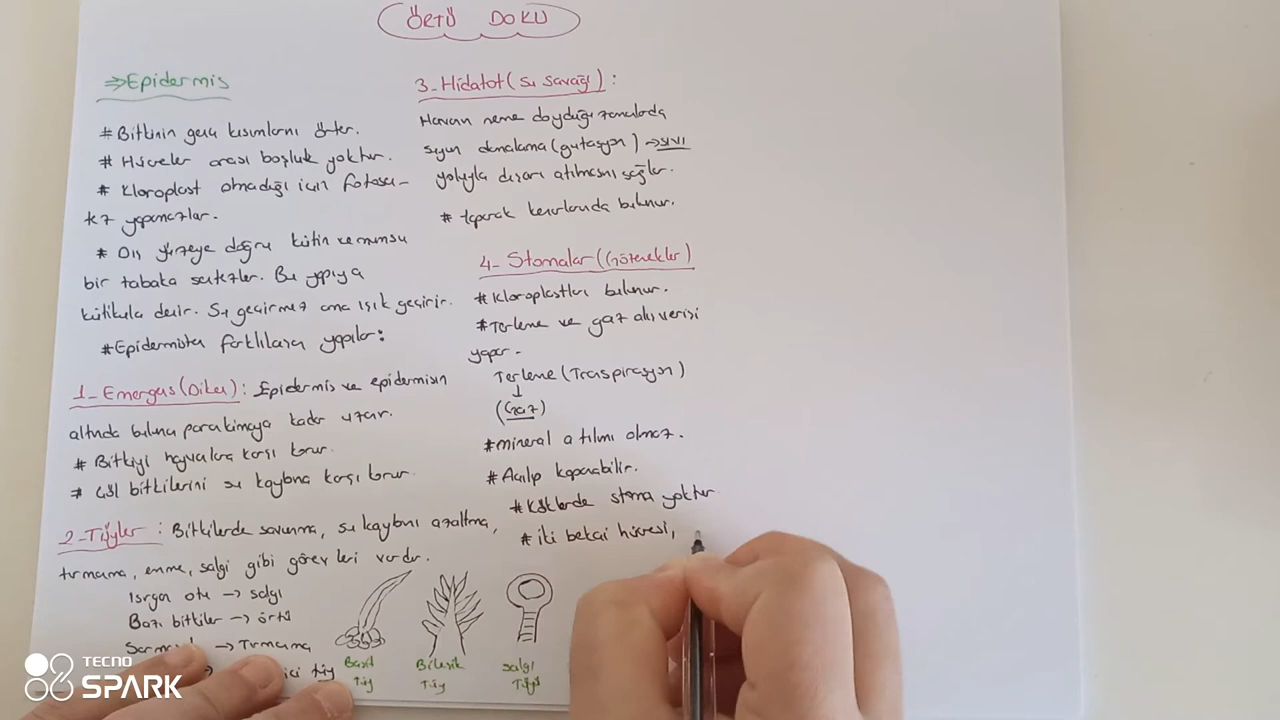 ÖRTÜ DOKU
⇒Epidermis
# Bitkinin genç kısımlarını örter.
# Hücreler arası boşluk yoktur.
# Kloroplast olmadığı için fotosen-
tez yapamazlar.
# Dış yüzeye doğru kütin ve mumsu
bir tabaka salgılar. Bu yapıya
kütikula denir. Su geçirmez ama ışık geçirir.
#Epidermisten farklılaşan yapılar:
1- Emergens(Diken): Epidermis ve epidermisin
altında bulunan parankimaya kadar uzanır.
# Bitkiyi hayvanlara karşı korur.
# Çöl bitkilerini su kaybına karşı korur.
2-Tüyler: Bitkilerde savunma, su kaybını azaltma,
tırmanma, emme, salgı gibi görevleri vardır.
Isırgan otu → salgı
Bazı bitkiler → örtü
→ Tırmanma
ici tüy
Basit
Tüy
Bileşik
Tüy
Salgı
Tüyü
3- Hidatot(su savağı):
Havanın neme doyduğu zamanlarda
suyun damlama(gutasyon) → sıvı
yoluyla dışarı atılmasını sağlar.
# Yaprak kenarlarında bulunur.
4- Stomalar(Gözenekler)
#Kloroplastları bulunur.
#Terleme ve gaz alışverişi
yapar.
Terleme(Traspirasyon)
↓
(Gaz)
#mineral atılımı olmaz.
#Açılıp kapanabilir.
#Köklerde stoma yoktur
#iki bekçi hücresi,
TECNO
SPARK